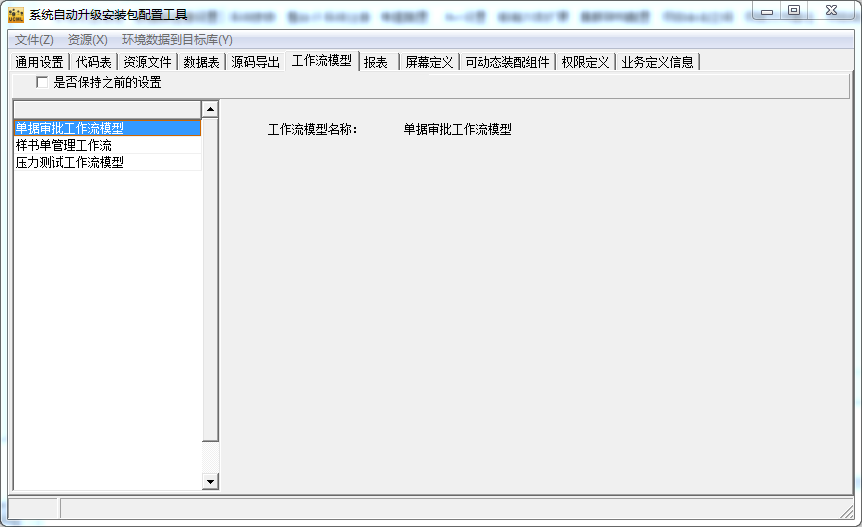 系统自动升级安装包配置工具
文件(Z) 资源(X) 环境数据到目标库(Y)
通用设置 代码表 资源文件 数据表 源码导出 工作流模型 报表 屏幕定义 可动态装配组件 权限定义 业务定义信息
是否保持之前的设置
单据审批工作流模型
样书单管理工作流
压力测试工作流模型
工作流模型名称： 单据审批工作流模型